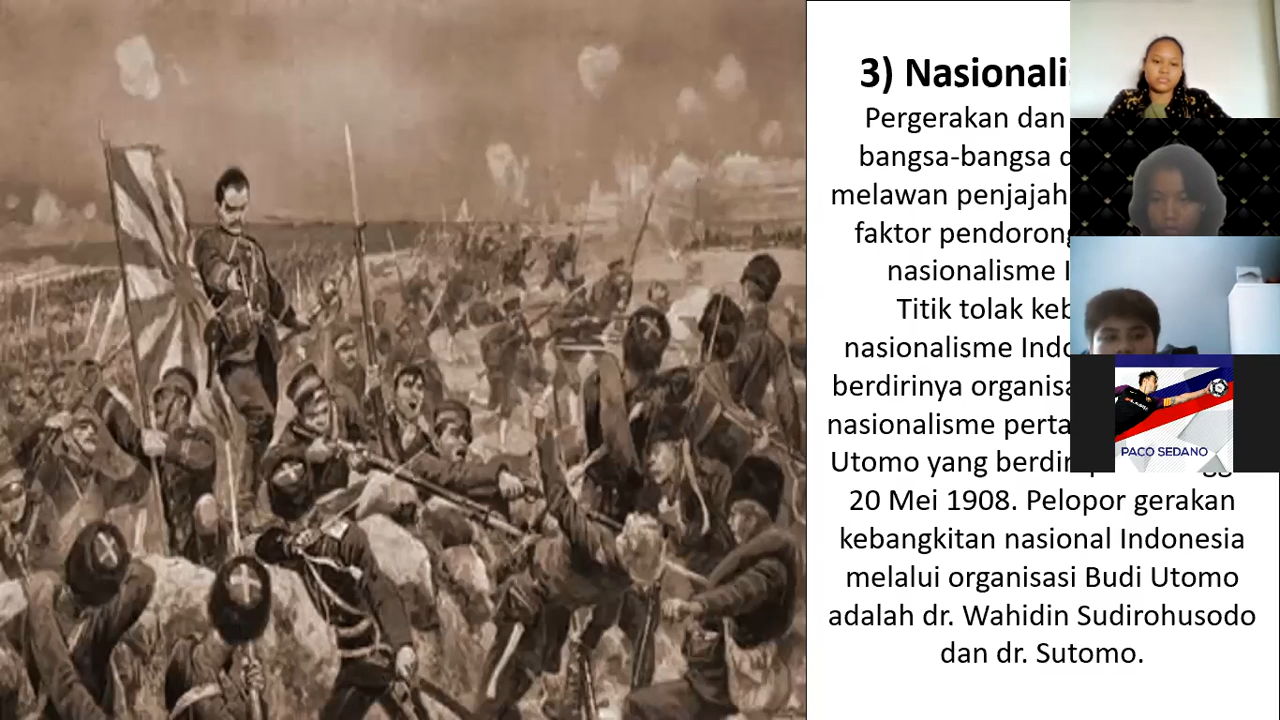 3) Nasionali
Pergerakan dan
bangsa-bangsa
melawan penjajah
faktor pendorong
nasionalisme
Titik tolak keb
nasionalisme Indo
berdirinya organisa
nasionalisme perta
Utomo yang berdir
20 Mei 1908. Pelopor gerakan
kebangkitan nasional Indonesia
melalui organisasi Budi Utomo
adalah dr. Wahidin Sudirohusodo
dan dr. Sutomo.
PACO SEDANO